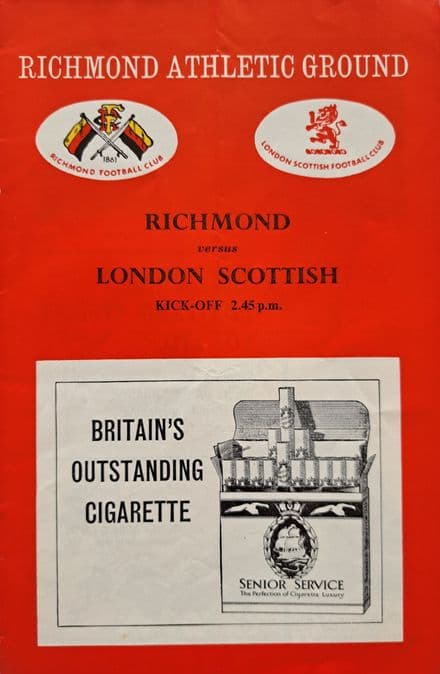 RICHMOND ATHLETIC GROUND
1861
RICHMOND FOOTBALL CLUB
LONDON SCOTTISH FOOTBALL CLUB
RICHMOND
versus
LONDON SCOTTISH
KICK-OFF 2.45 p.m.
BRITAIN'S
OUTSTANDING
CIGARETTE
SENIOR SERVICE
The Perfection of Cigarette Luxury